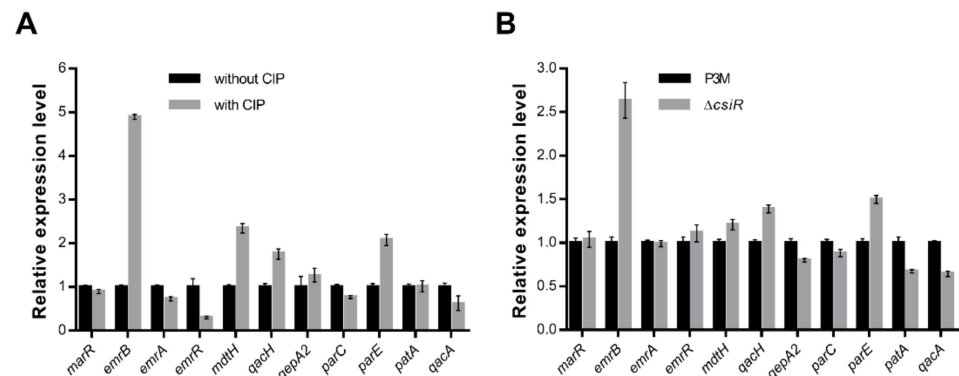 A
Relative expression level
6
5
4
3
2
1
0
without CIP
with CIP
marR
emrB
emrA
emrR
mdtH
qacH
qepA2
parC
parE
patA
qacA
B
Relative expression level
3.0
2.5
2.0
1.5
1.0
0.5
0.0
P3M
ΔcsiR
marR
emrB
emrA
emrR
mdtH
qacH
qepA2
parC
parE
patA
qacA